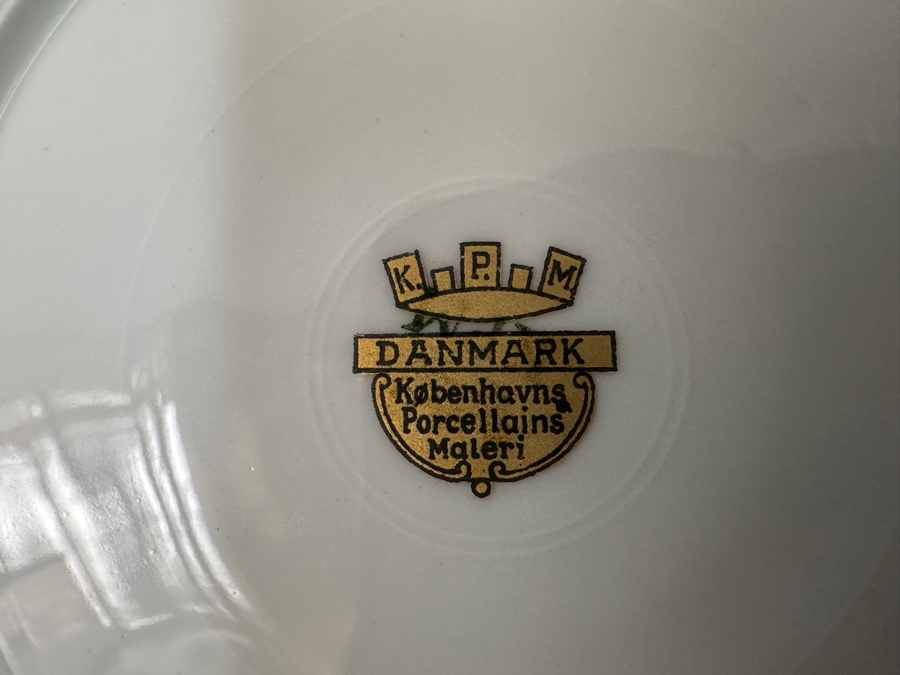 K. P. M.
DANMARK
Københavns
Porcellains
Maleri